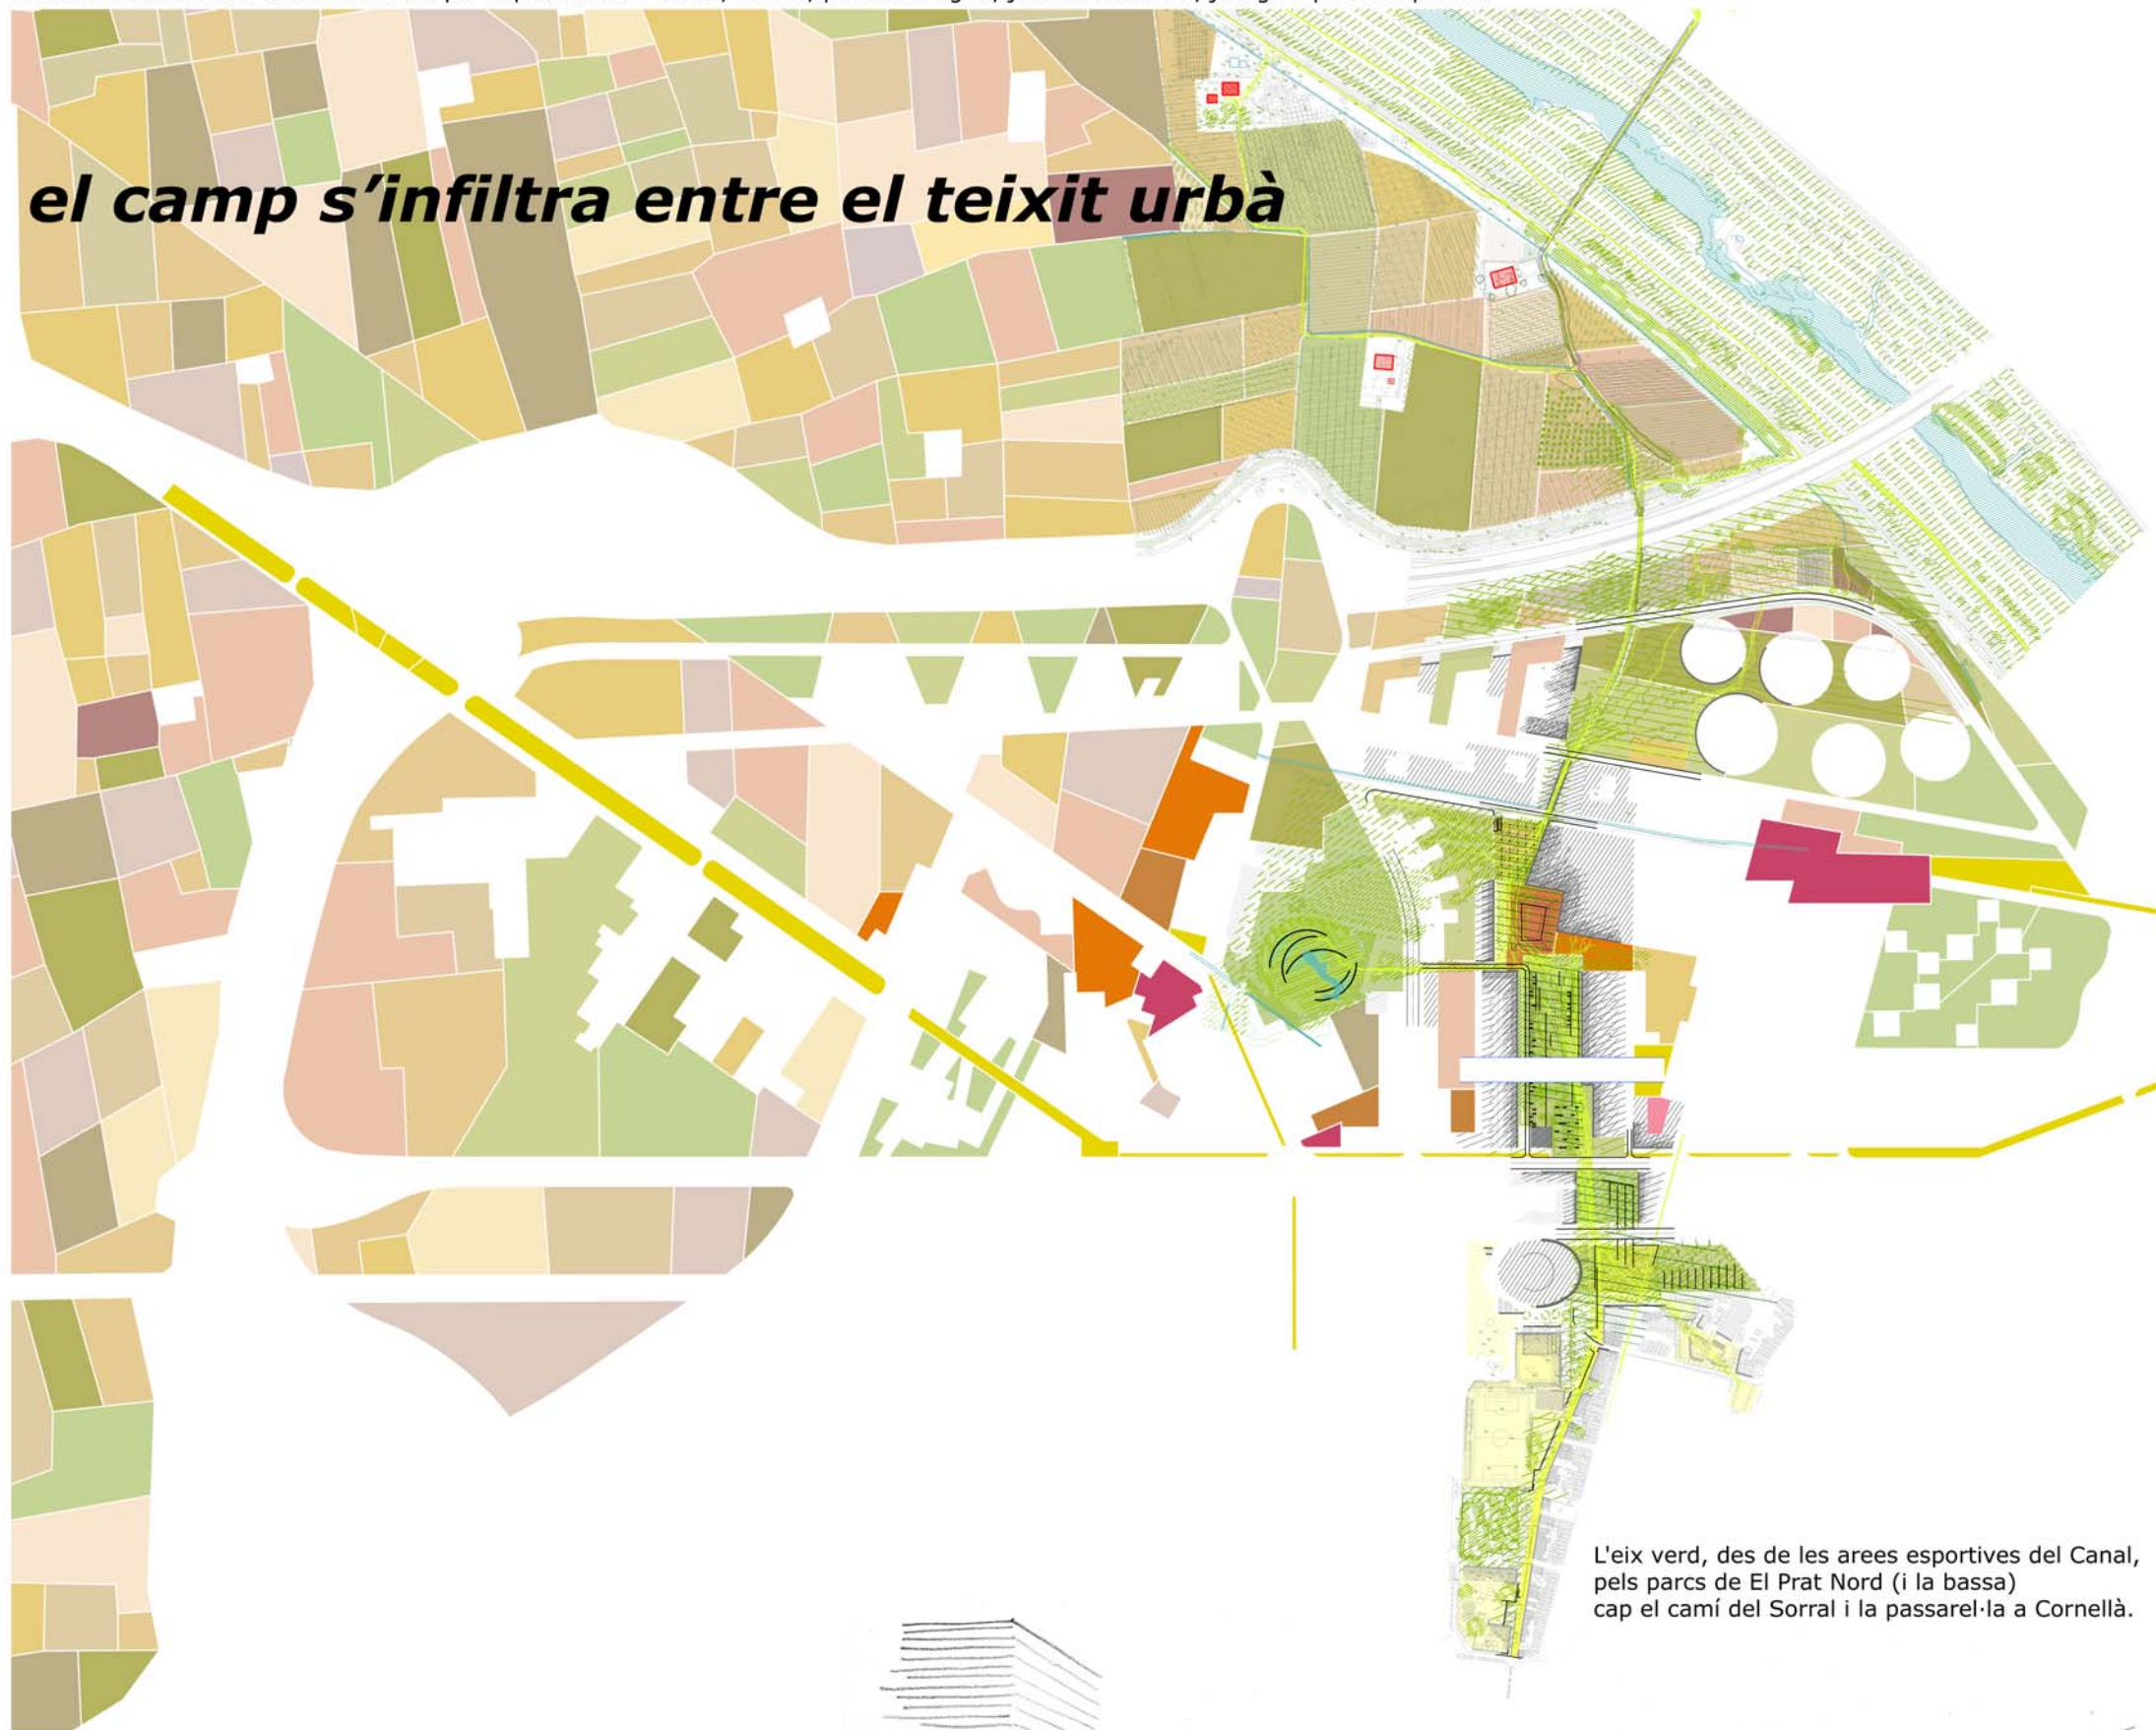 el camp s’infiltra entre el teixit urbà
L'eix verd, des de les arees esportives del Canal,
pels parcs de El Prat Nord (i la bassa)
cap el camí del Sorral i la passarel·la a Cornellà.